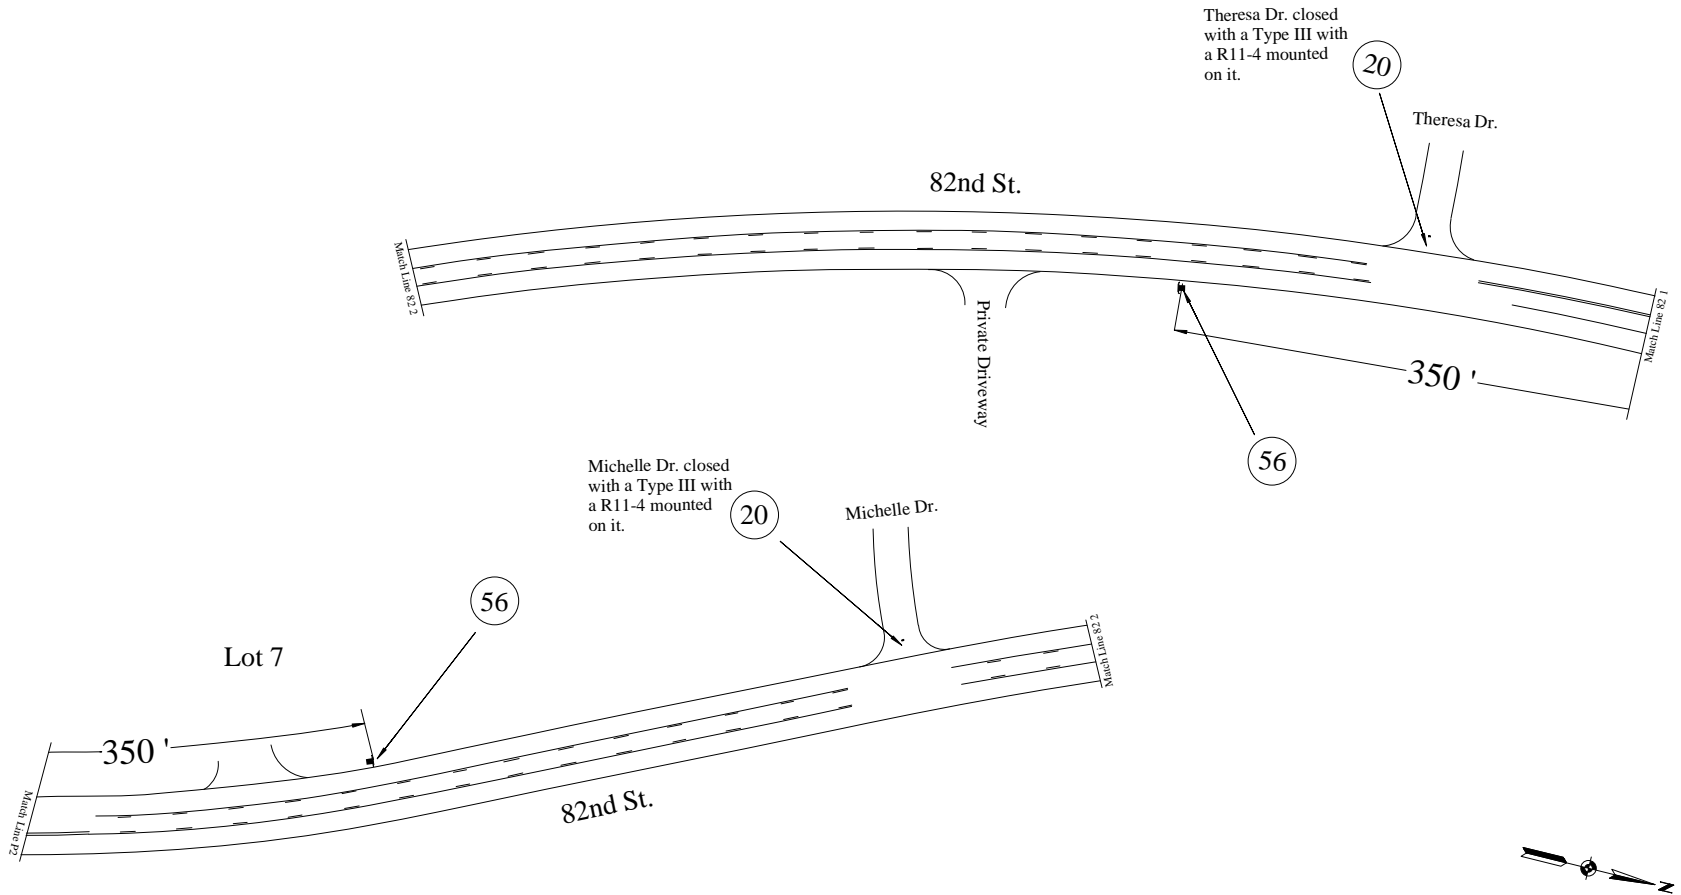 Theresa Dr. closed
with a Type III with
a R11-4 mounted
on it.
20
Theresa Dr.
82nd St.
Match Line 82 2
Match Line 82 1
Private Driveway
350 '
56
Michelle Dr. closed
with a Type III with
a R11-4 mounted
on it.
20
Michelle Dr.
56
Lot 7
Match Line 82 2
350 '
82nd St.
Match Line P2
N